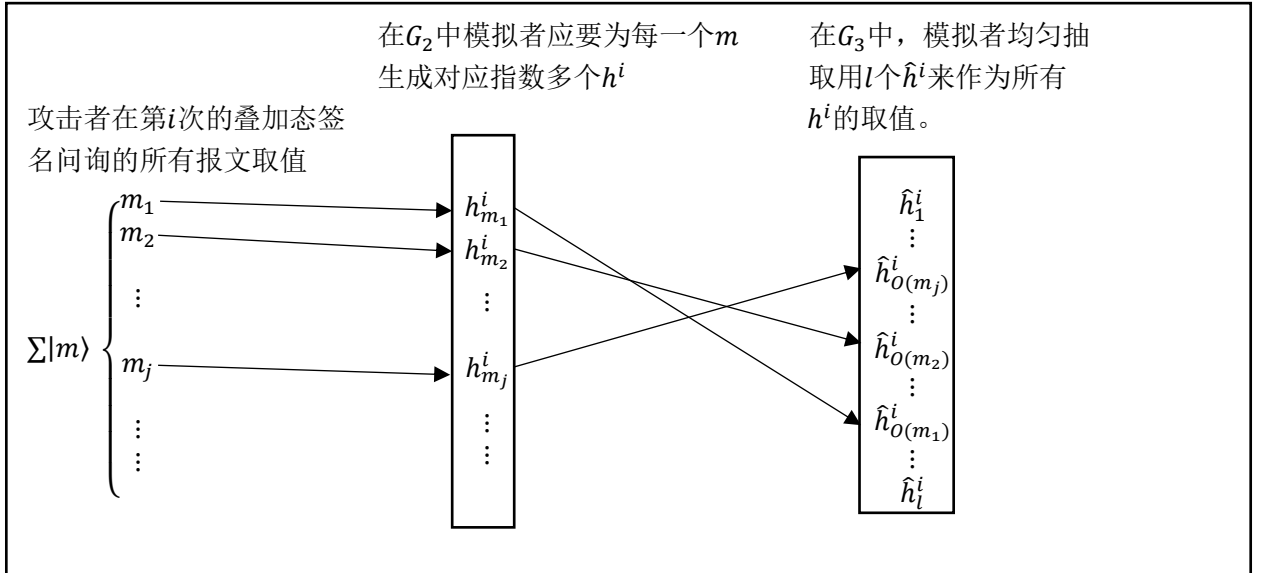 在G₂中模拟者应要为每一个m
生成对应指数多个hⁱ
在G₃中，模拟者均匀抽
取用l个ĥⁱ来作为所有
hⁱ的取值。
攻击者在第i次的叠加态签
名问询的所有报文取值
∑|m⟩
m₁
m₂
⋮
m_j
⋮
⋮
h^i_{m₁}
h^i_{m₂}
⋮
h^i_{m_j}
⋮
⋮
ĥ^i_1
⋮
ĥ^i_{O(m_j)}
⋮
ĥ^i_{O(m₂)}
⋮
ĥ^i_{O(m₁)}
⋮
ĥ^i_l